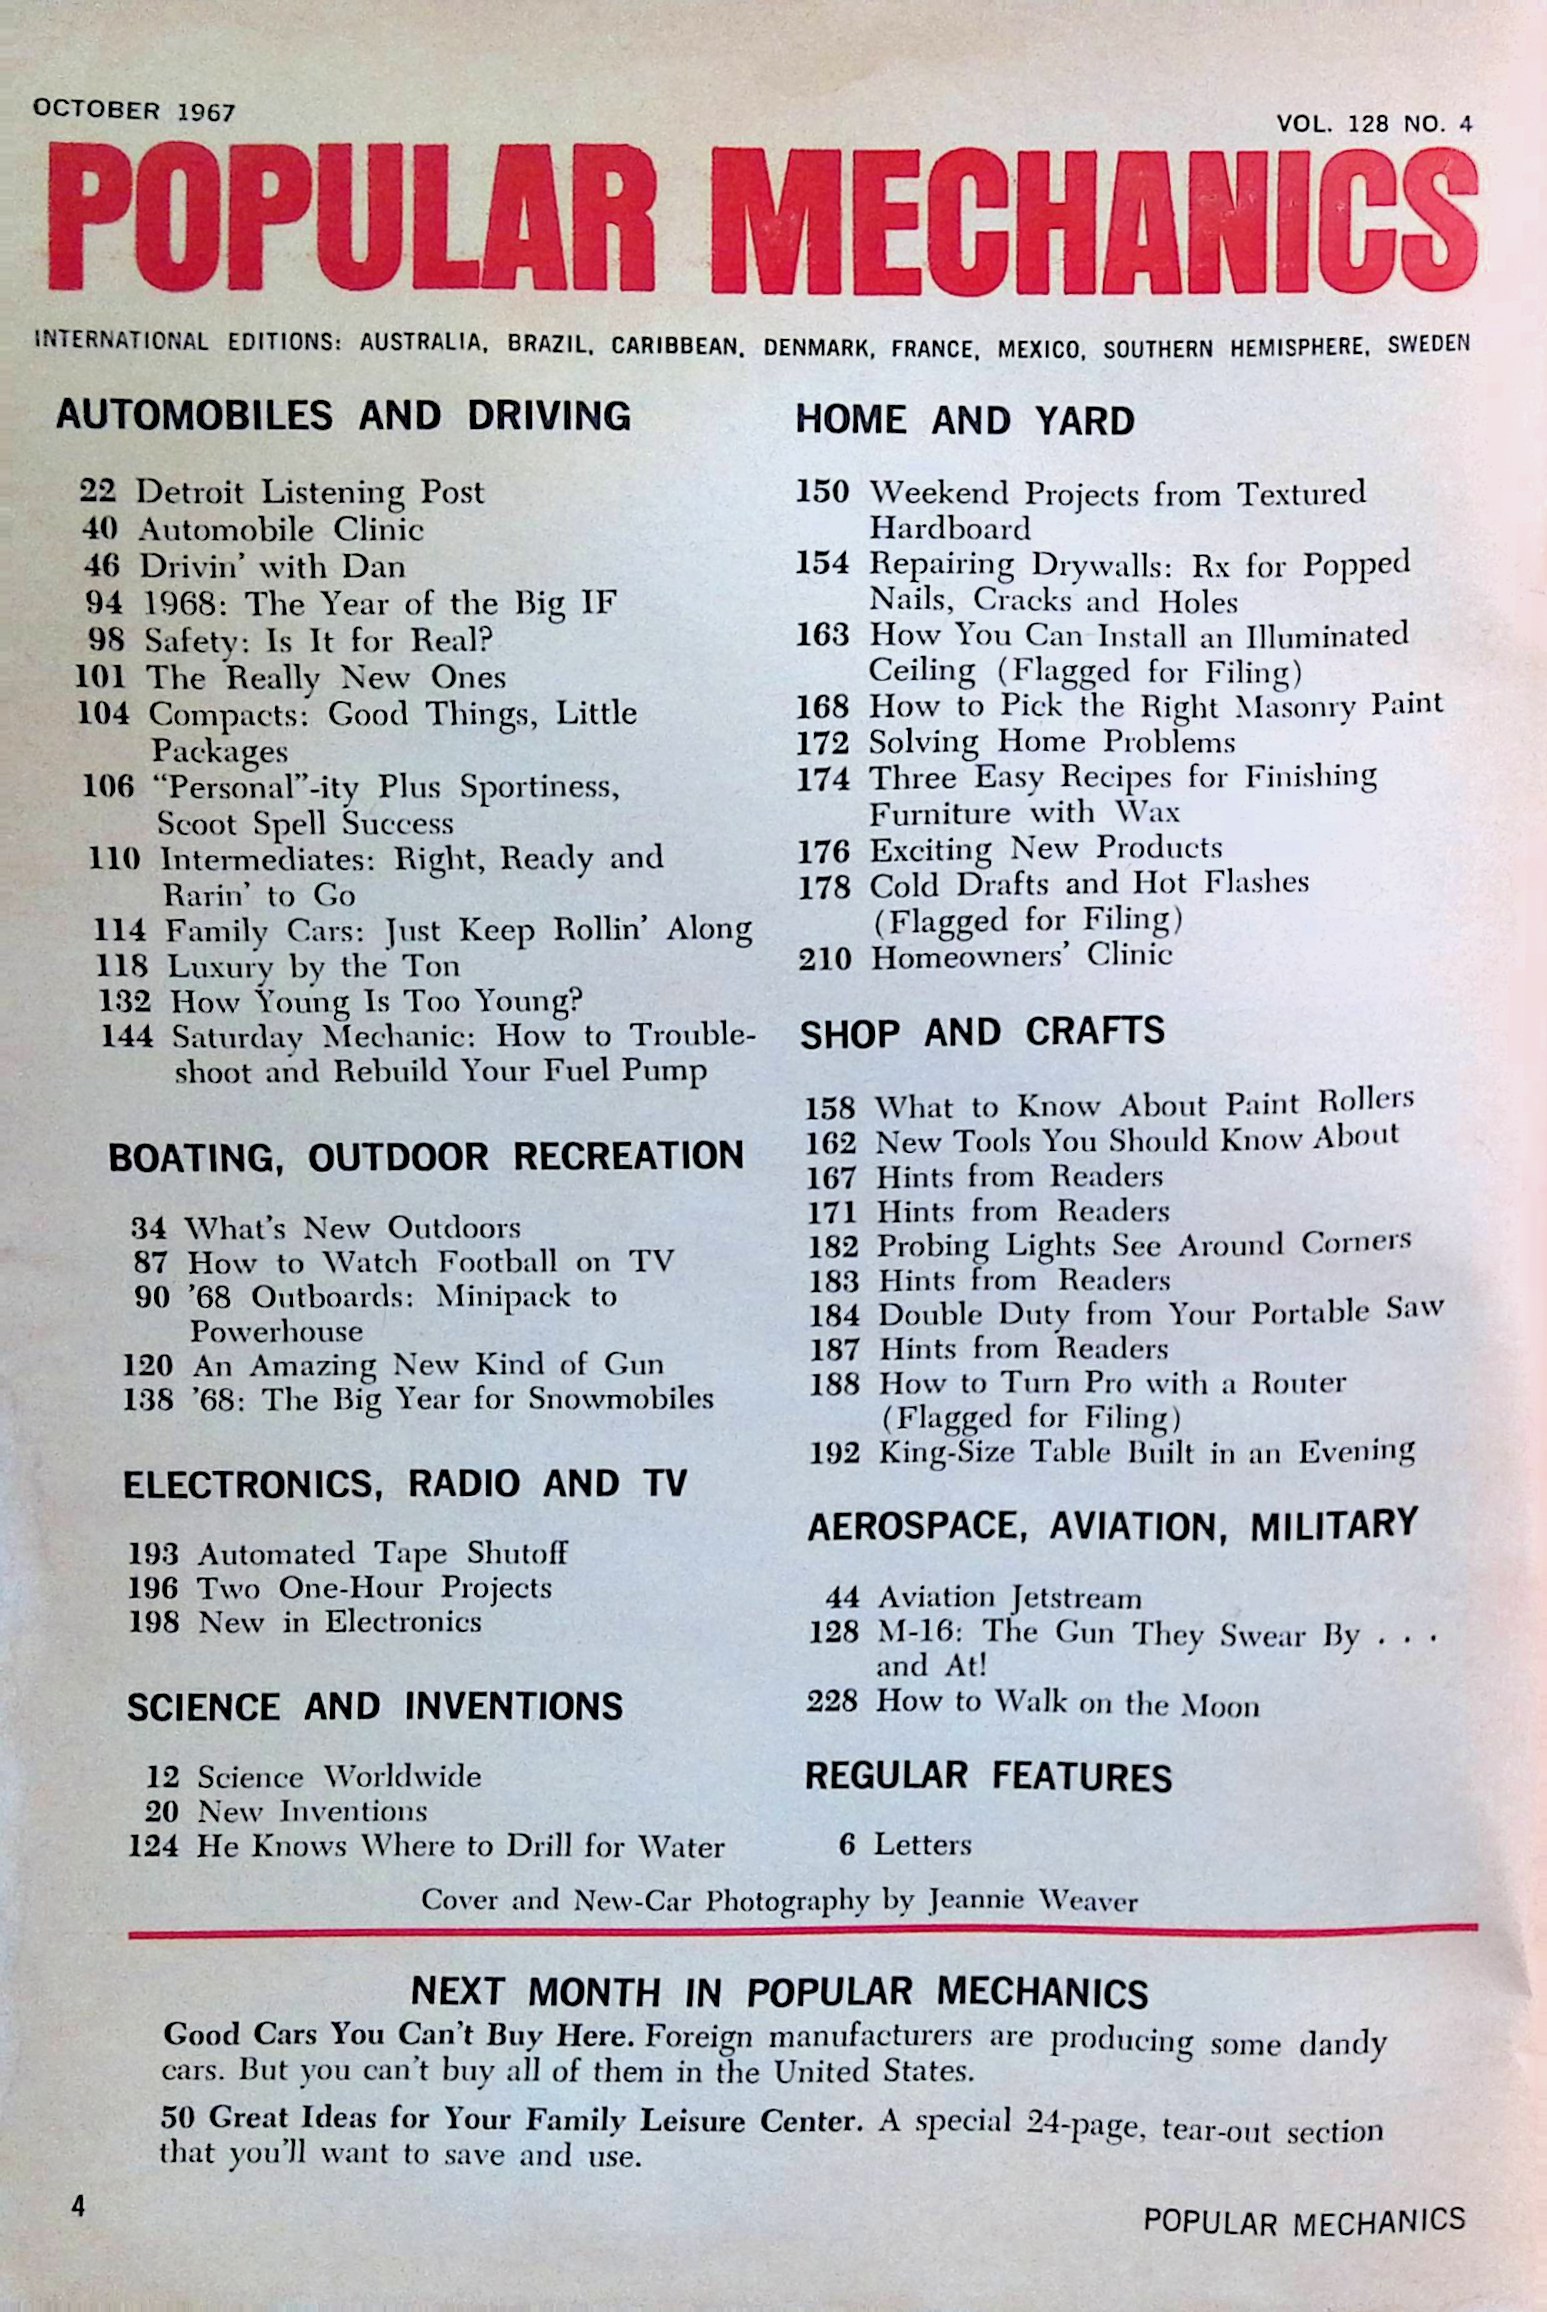 OCTOBER 1967
VOL. 128 NO. 4
POPULAR MECHANICS
INTERNATIONAL EDITIONS: AUSTRALIA, BRAZIL, CARIBBEAN, DENMARK, FRANCE, MEXICO, SOUTHERN HEMISPHERE, SWEDEN
AUTOMOBILES AND DRIVING
22 Detroit Listening Post
40 Automobile Clinic
46 Drivin' with Dan
94 1968: The Year of the Big IF
98 Safety: Is It for Real?
101 The Really New Ones
104 Compacts: Good Things, Little
Packages
106 "Personal"-ity Plus Sportiness,
Scoot Spell Success
110 Intermediates: Right, Ready and
Rarin' to Go
114 Family Cars: Just Keep Rollin' Along
118 Luxury by the Ton
132 How Young Is Too Young?
144 Saturday Mechanic: How to Trouble-
shoot and Rebuild Your Fuel Pump
BOATING, OUTDOOR RECREATION
34 What's New Outdoors
87 How to Watch Football on TV
90 '68 Outboards: Minipack to
Powerhouse
120 An Amazing New Kind of Gun
138 '68: The Big Year for Snowmobiles
ELECTRONICS, RADIO AND TV
193 Automated Tape Shutoff
196 Two One-Hour Projects
198 New in Electronics
SCIENCE AND INVENTIONS
12 Science Worldwide
20 New Inventions
124 He Knows Where to Drill for Water
HOME AND YARD
150 Weekend Projects from Textured
Hardboard
154 Repairing Drywalls: Rx for Popped
Nails, Cracks and Holes
163 How You Can Install an Illuminated
Ceiling (Flagged for Filing)
168 How to Pick the Right Masonry Paint
172 Solving Home Problems
174 Three Easy Recipes for Finishing
Furniture with Wax
176 Exciting New Products
178 Cold Drafts and Hot Flashes
(Flagged for Filing)
210 Homeowners' Clinic
SHOP AND CRAFTS
158 What to Know About Paint Rollers
162 New Tools You Should Know About
167 Hints from Readers
171 Hints from Readers
182 Probing Lights See Around Corners
183 Hints from Readers
184 Double Duty from Your Portable Saw
187 Hints from Readers
188 How to Turn Pro with a Router
(Flagged for Filing)
192 King-Size Table Built in an Evening
AEROSPACE, AVIATION, MILITARY
44 Aviation Jetstream
128 M-16: The Gun They Swear By . . .
and At!
228 How to Walk on the Moon
REGULAR FEATURES
6 Letters
Cover and New-Car Photography by Jeannie Weaver
NEXT MONTH IN POPULAR MECHANICS
Good Cars You Can't Buy Here. Foreign manufacturers are producing some dandy
cars. But you can't buy all of them in the United States.
50 Great Ideas for Your Family Leisure Center. A special 24-page, tear-out section
that you'll want to save and use.
4
POPULAR MECHANICS